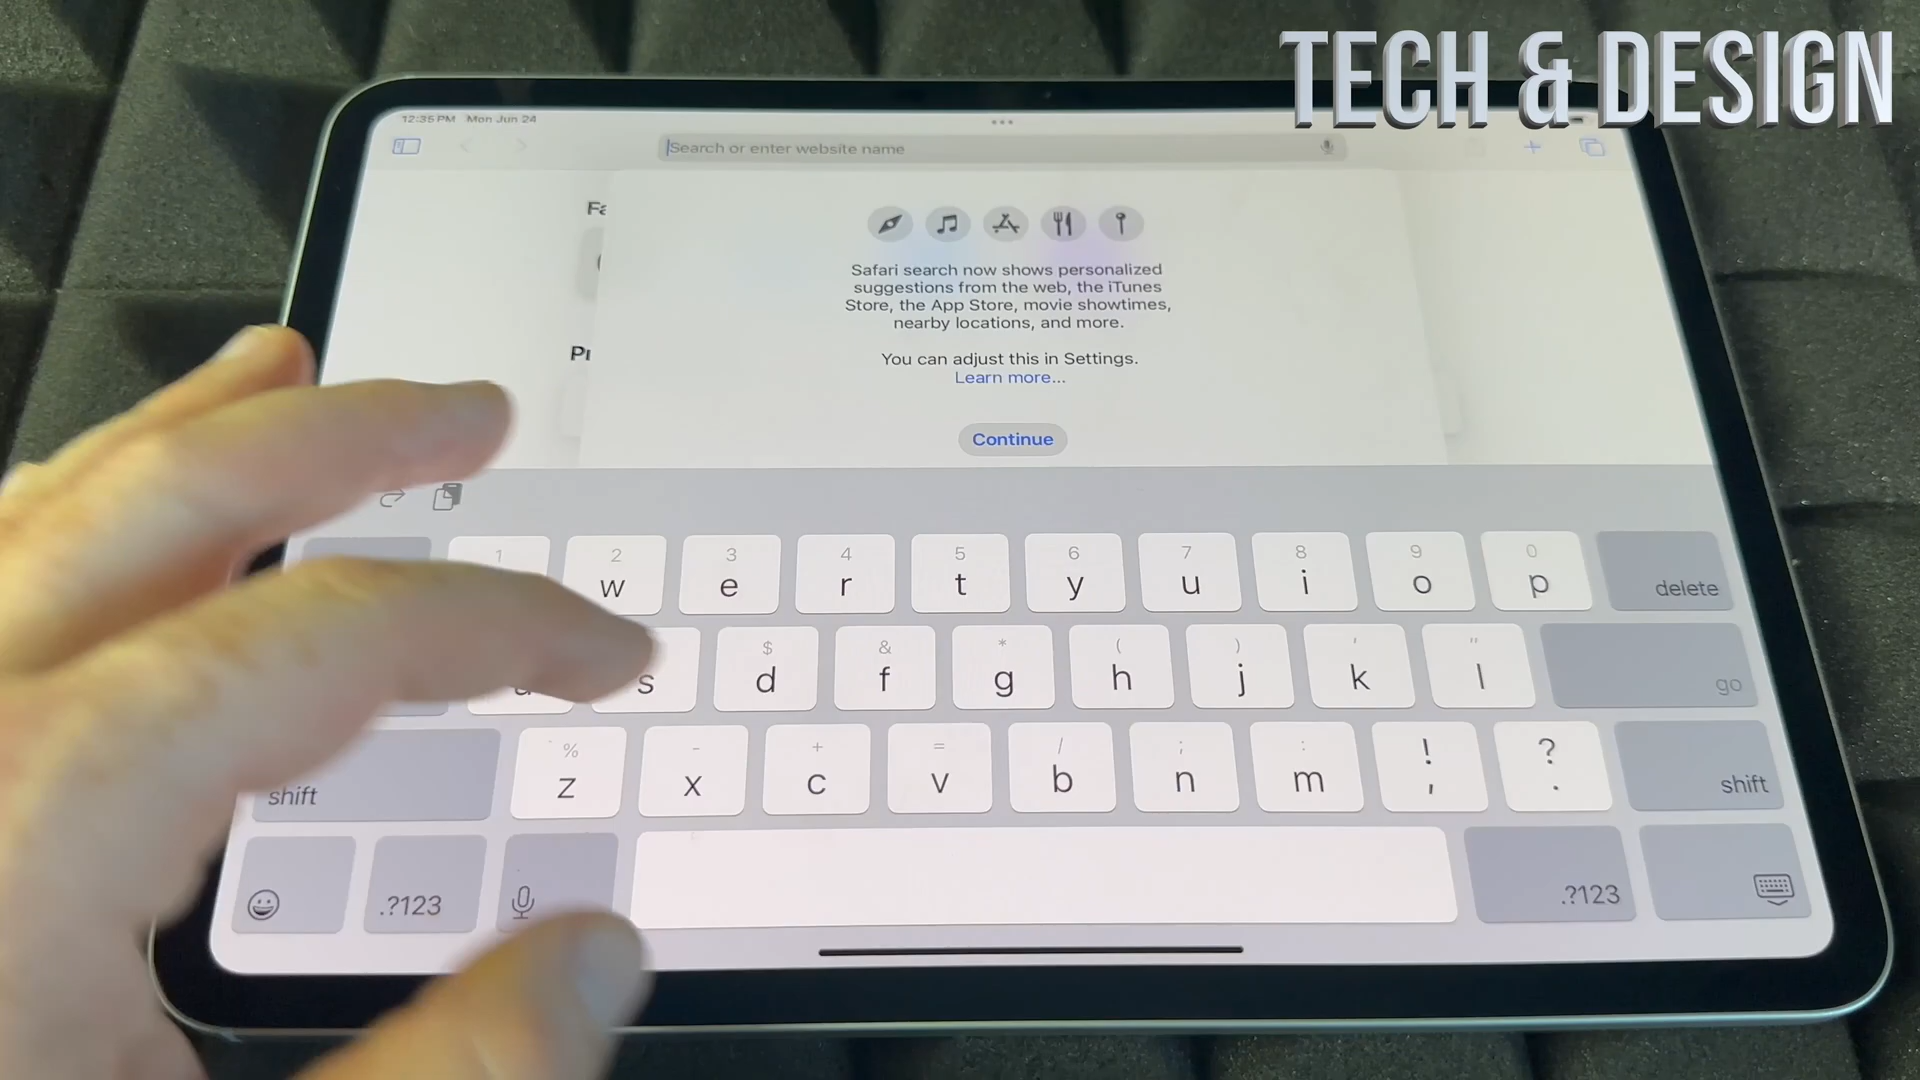 TECH & DESIGN
12:35 PM Mon Jun 24
Search or enter website name
Fa
Safari search now shows personalized
suggestions from the web, the iTunes
Store, the App Store, movie showtimes,
nearby locations, and more.
You can adjust this in Settings.
Learn more...
Continue
1 2 3 4 5 6 7 8 9 0
w e r t y u i o p delete
$ & * ( ) ' "
s d f g h j k l go
% - + = / ; : ! ?
shift z x c v b n m , . shift
.?123 .?123